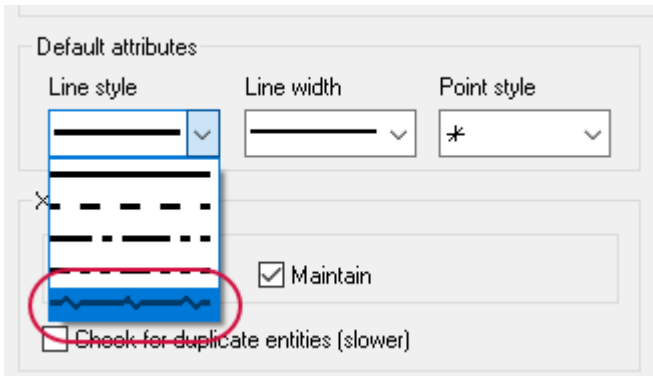 Default attributes
Line style Line width Point style
Maintain
Check for duplicate entities (slower)